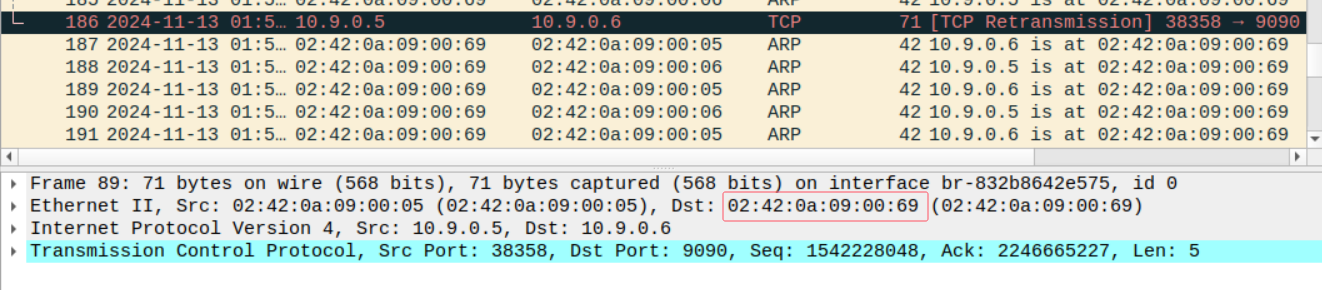 186 2024-11-13 01:5… 10.9.0.5 10.9.0.6 TCP 71 [TCP Retransmission] 38358 → 9090
187 2024-11-13 01:5… 02:42:0a:09:00:69 02:42:0a:09:00:05 ARP 42 10.9.0.6 is at 02:42:0a:09:00:69
188 2024-11-13 01:5… 02:42:0a:09:00:69 02:42:0a:09:00:06 ARP 42 10.9.0.5 is at 02:42:0a:09:00:69
189 2024-11-13 01:5… 02:42:0a:09:00:69 02:42:0a:09:00:05 ARP 42 10.9.0.6 is at 02:42:0a:09:00:69
190 2024-11-13 01:5… 02:42:0a:09:00:69 02:42:0a:09:00:06 ARP 42 10.9.0.5 is at 02:42:0a:09:00:69
191 2024-11-13 01:5… 02:42:0a:09:00:69 02:42:0a:09:00:05 ARP 42 10.9.0.6 is at 02:42:0a:09:00:69
Frame 89: 71 bytes on wire (568 bits), 71 bytes captured (568 bits) on interface br-832b8642e575, id 0
Ethernet II, Src: 02:42:0a:09:00:05 (02:42:0a:09:00:05), Dst: 02:42:0a:09:00:69 (02:42:0a:09:00:69)
Internet Protocol Version 4, Src: 10.9.0.5, Dst: 10.9.0.6
Transmission Control Protocol, Src Port: 38358, Dst Port: 9090, Seq: 1542228048, Ack: 2246665227, Len: 5